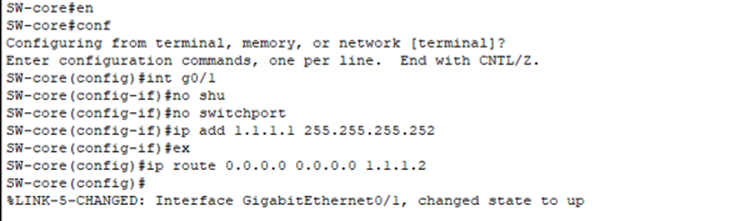 SW-core#en
SW-core#conf
Configuring from terminal, memory, or network [terminal]?
Enter configuration commands, one per line.  End with CNTL/Z.
SW-core(config)#int g0/1
SW-core(config-if)#no shu
SW-core(config-if)#no switchport
SW-core(config-if)#ip add 1.1.1.1 255.255.255.252
SW-core(config-if)#ex
SW-core(config)#ip route 0.0.0.0 0.0.0.0 1.1.1.2
SW-core(config)#
%LINK-5-CHANGED: Interface GigabitEthernet0/1, changed state to up